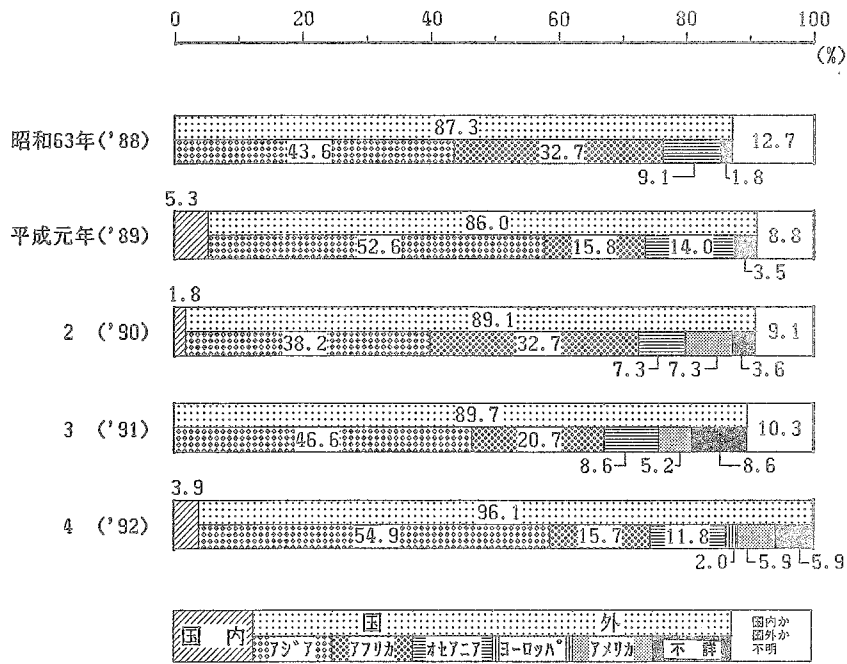 0 20 40 60 80 100
(%)
昭和63年('88) 87.3 12.7
43.6 32.7
9.1 1.8
5.3
平成元年('89) 86.0 8.8
52.6 15.8 14.0
3.5
1.8
2 ('90) 89.1 9.1
38.2 32.7
7.3 7.3 3.6
3 ('91) 89.7 10.3
46.6 20.7
8.6 5.2 8.6
3.9
4 ('92) 96.1
54.9 15.7 11.8
2.0 5.9 5.9
国内 国外 国内か
国外か
不明
アジア アフリカ オセアニア ヨーロッパ アメリカ 不詳